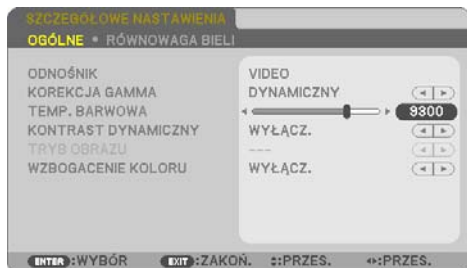 SZCZEGÓŁOWE NASTAWIENIA
OGÓLNE • RÓWNOWAGA BIELI
ODNOŚNIK VIDEO
KOREKCJA GAMMA DYNAMICZNY
TEMP. BARWOWA 9300
KONTRAST DYNAMICZNY WYŁĄCZ.
TRYB OBRAZU ---
WZBOGACENIE KOLORU WYŁĄCZ.
ENTER :WYBÓR EXIT :ZAKOŃ. :PRZES. :PRZES.